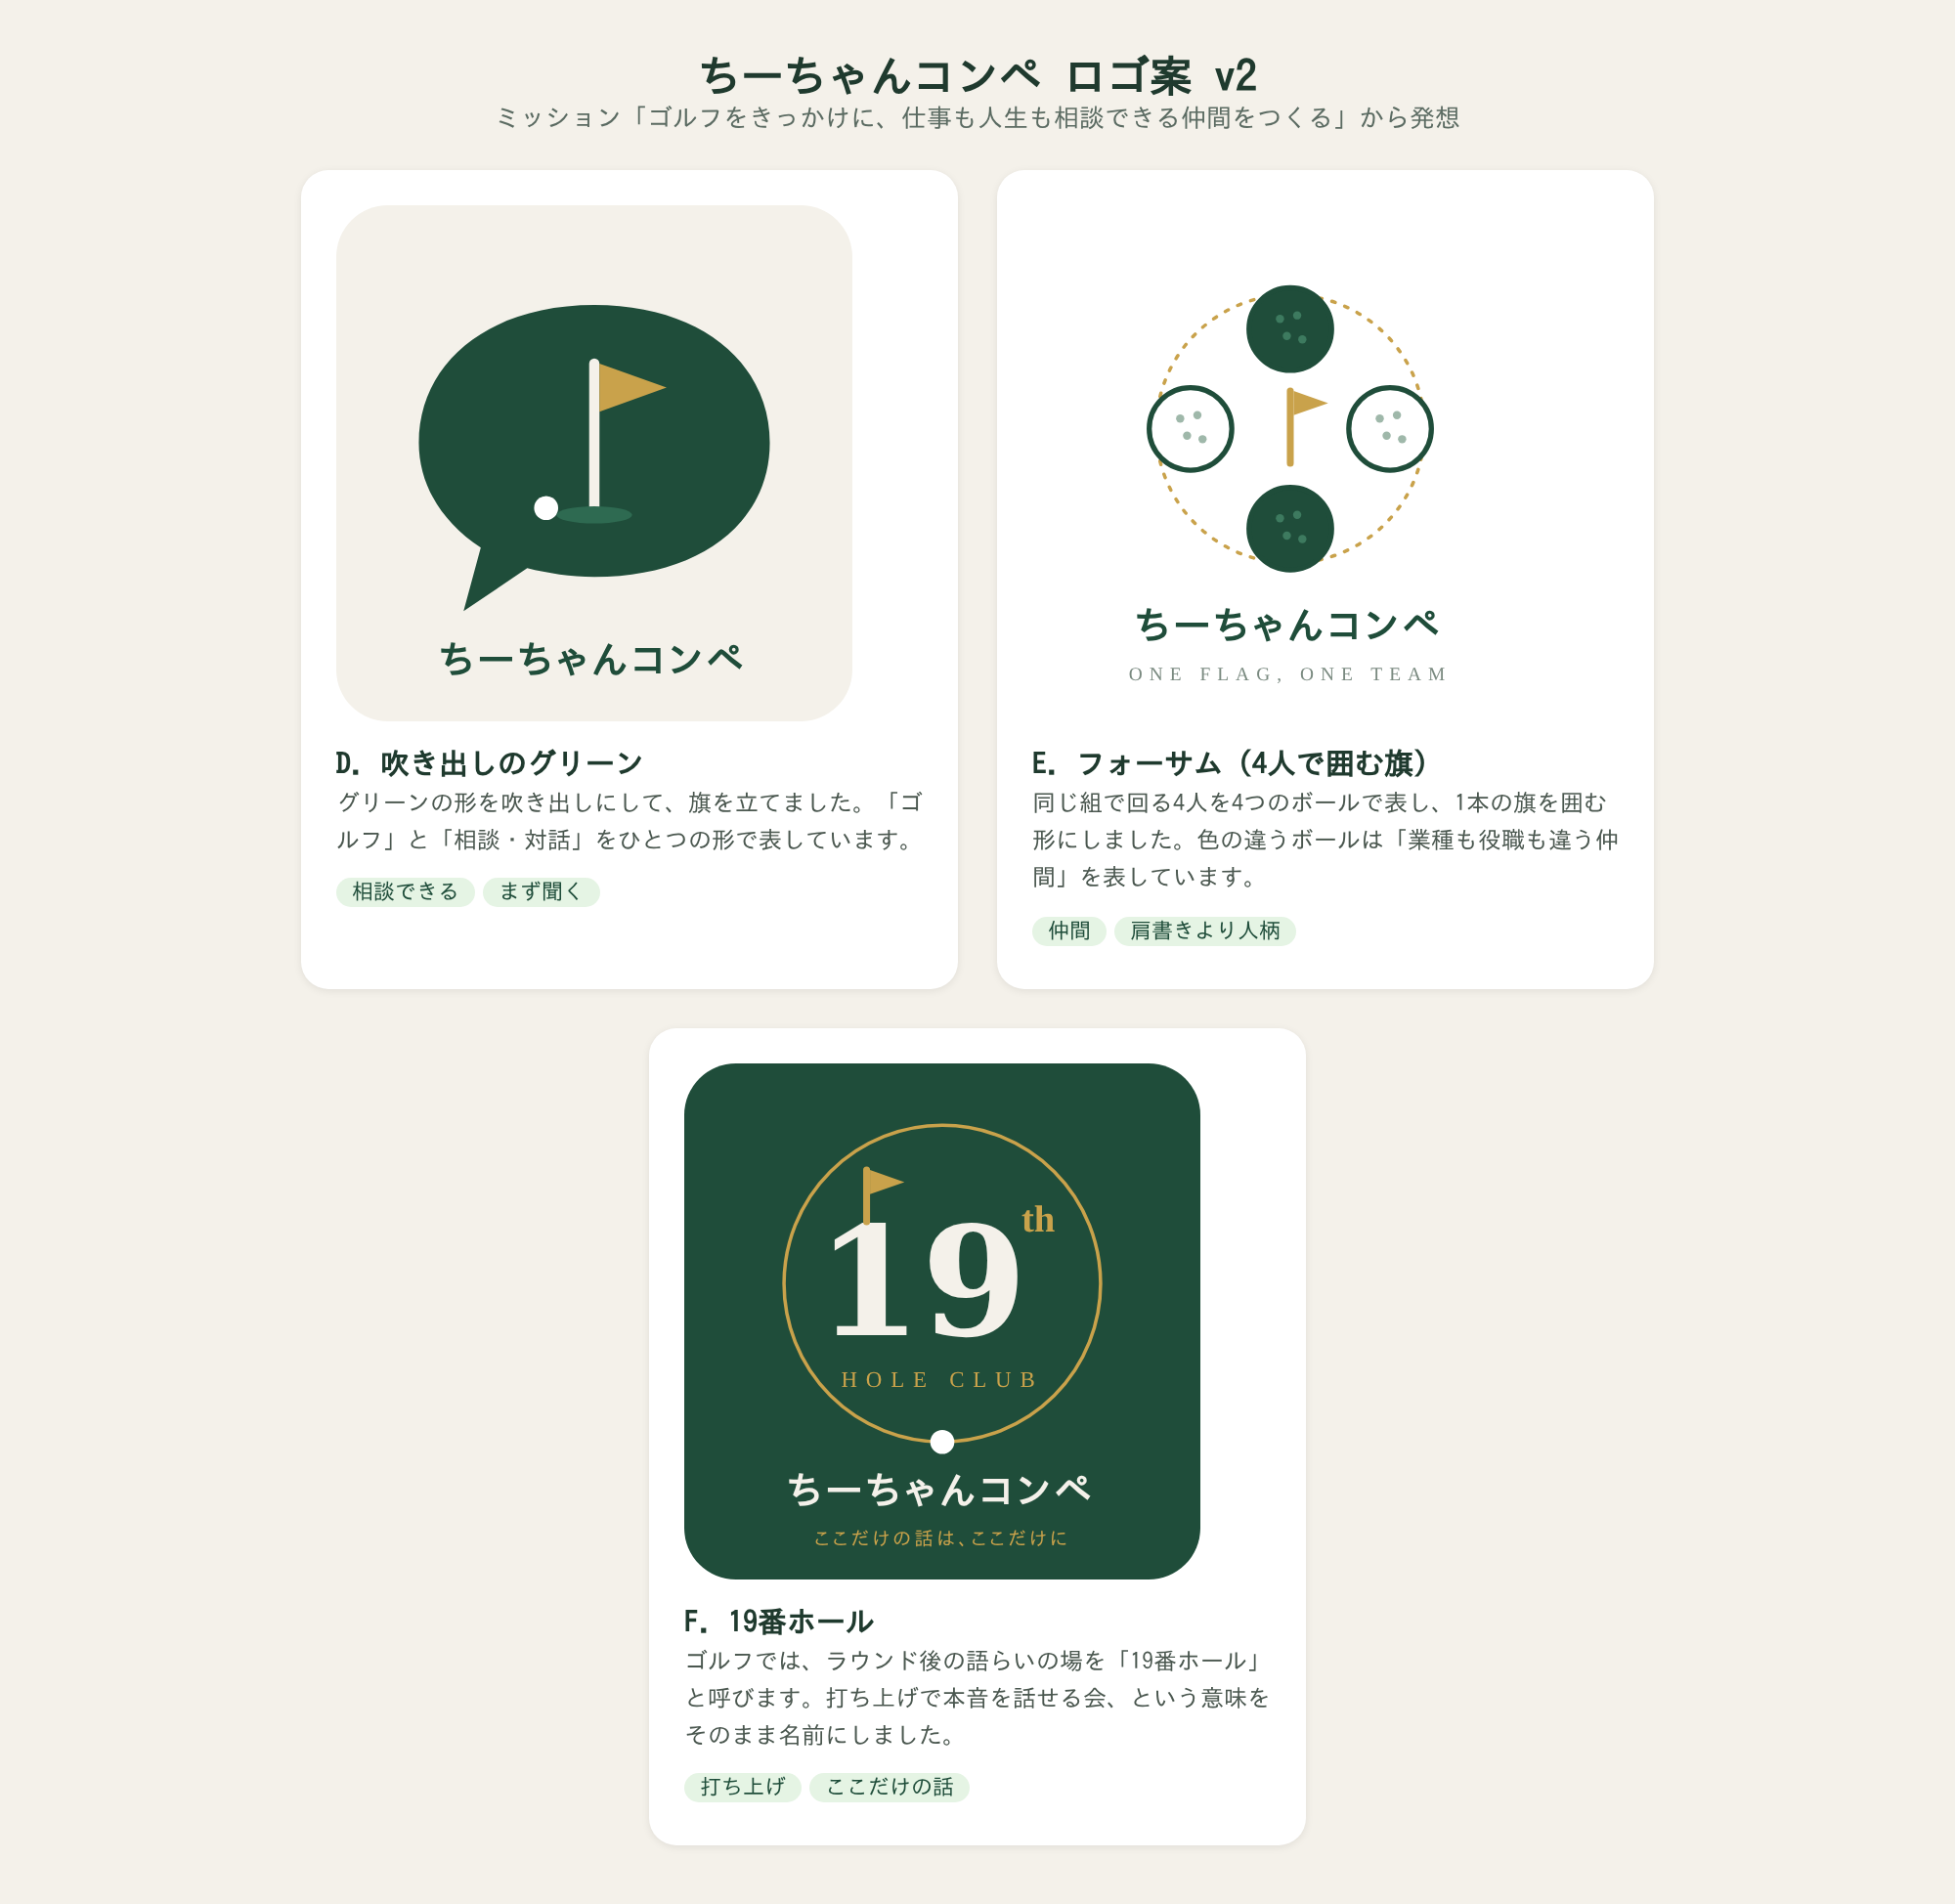 ちーちゃんコンペ ロゴ案 v2
ミッション「ゴルフをきっかけに、仕事も人生も相談できる仲間をつくる」から発想
ちーちゃんコンペ
D. 吹き出しのグリーン
グリーンの形を吹き出しにして、旗を立てました。「ゴ
ルフ」と「相談・対話」をひとつの形で表しています。
相談できる まず聞く
ちーちゃんコンペ
ONE FLAG, ONE TEAM
E. フォーサム（4人で囲む旗）
同じ組で回る4人を4つのボールで表し、1本の旗を囲む
形にしました。色の違うボールは「業種も役職も違う仲
間」を表しています。
仲間 肩書きより人柄
19th
HOLE CLUB
ちーちゃんコンペ
ここだけの話は、ここだけに
F. 19番ホール
ゴルフでは、ラウンド後の語らいの場を「19番ホール」
と呼びます。打ち上げで本音を話せる会、という意味を
そのまま名前にしました。
打ち上げ ここだけの話